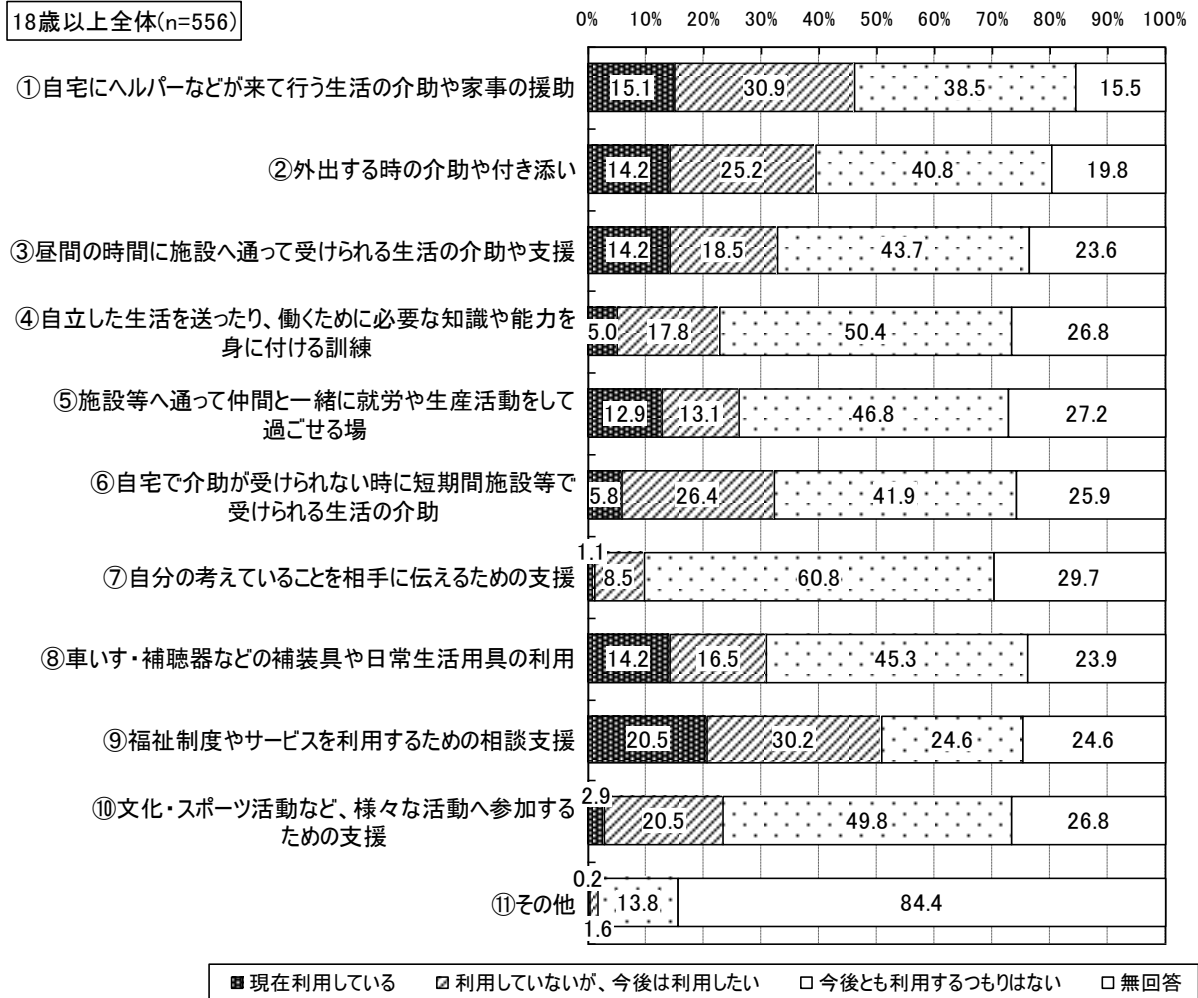 18歳以上全体(n=556)
0% 10% 20% 30% 40% 50% 60% 70% 80% 90% 100%
①自宅にヘルパーなどが来て行う生活の介助や家事の援助
15.1 30.9 38.5 15.5
②外出する時の介助や付き添い
14.2 25.2 40.8 19.8
③昼間の時間に施設へ通って受けられる生活の介助や支援
14.2 18.5 43.7 23.6
④自立した生活を送ったり、働くために必要な知識や能力を
身に付ける訓練
5.0 17.8 50.4 26.8
⑤施設等へ通って仲間と一緒に就労や生産活動をして
過ごせる場
12.9 13.1 46.8 27.2
⑥自宅で介助が受けられない時に短期間施設等で
受けられる生活の介助
5.8 26.4 41.9 25.9
⑦自分の考えていることを相手に伝えるための支援
1.1 8.5 60.8 29.7
⑧車いす・補聴器などの補装具や日常生活用具の利用
14.2 16.5 45.3 23.9
⑨福祉制度やサービスを利用するための相談支援
20.5 30.2 24.6 24.6
⑩文化・スポーツ活動など、様々な活動へ参加する
ための支援
2.9 20.5 49.8 26.8
⑪その他
0.2 1.6 13.8 84.4
現在利用している 利用していないが、今後は利用したい 今後とも利用するつもりはない 無回答